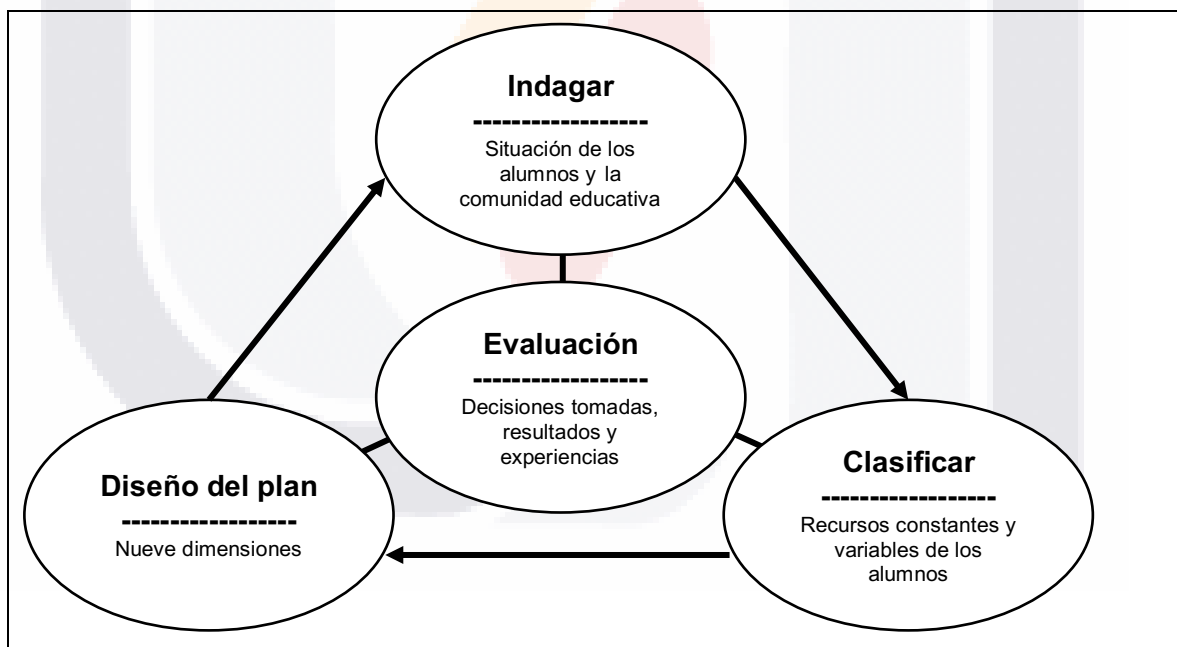 Indagar
------------------
Situación de los
alumnos y la
comunidad educativa
Evaluación
------------------
Decisiones tomadas,
resultados y
experiencias
Diseño del plan
------------------
Nueve dimensiones
Clasificar
------------------
Recursos constantes y
variables de los
alumnos